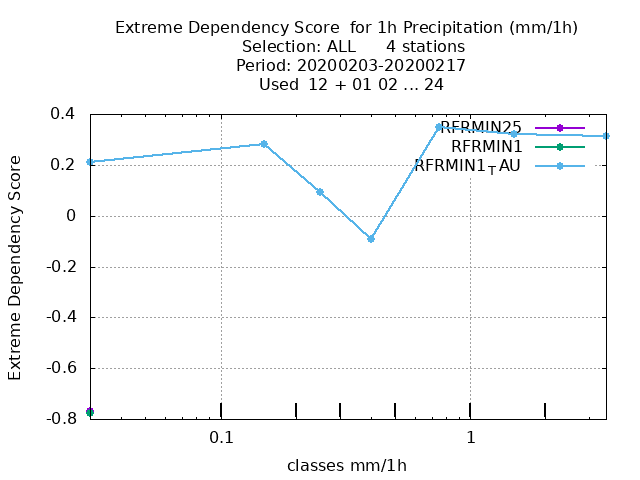 Extreme Dependency Score  for 1h Precipitation (mm/1h)
Selection: ALL      4 stations
Period: 20200203-20200217
Used  12 + 01 02 ... 24
RFRMIN25
RFRMIN1
RFRMIN1TAU
0.4
0.2
0
-0.2
-0.4
-0.6
-0.8
Extreme Dependency Score
0.1
1
classes mm/1h